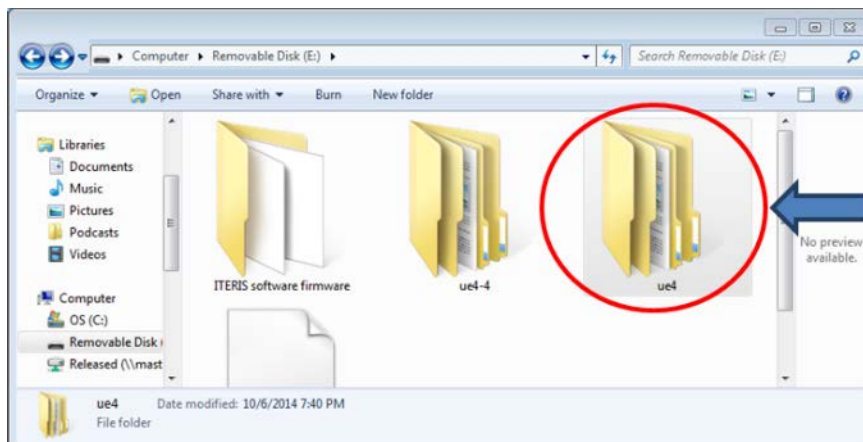 Computer ▸ Removable Disk (E:) ▸
Search Removable Disk (E:)
Organize Open Share with Burn New folder
Libraries
Documents
Music
Pictures
Podcasts
Videos
Computer
OS (C:)
Removable Disk
Released (\\mast
ITERIS software firmware
ue4-4
ue4
No preview
available.
ue4 Date modified: 10/6/2014 7:40 PM
File folder